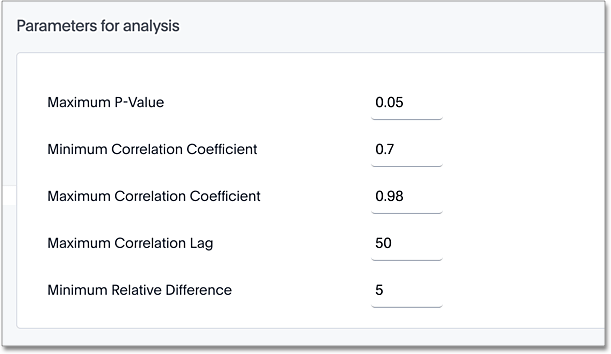 Parameters for analysis
Maximum P-Value 0.05
Minimum Correlation Coefficient 0.7
Maximum Correlation Coefficient 0.98
Maximum Correlation Lag 50
Minimum Relative Difference 5